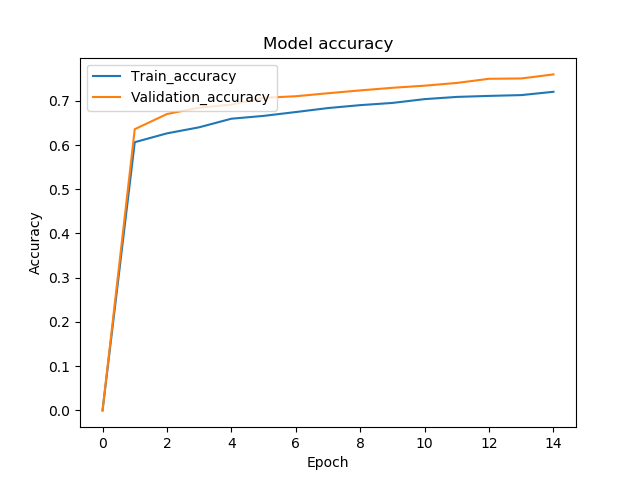 Model accuracy
Train_accuracy
Validation_accuracy
0.7
0.6
0.5
0.4
0.3
0.2
0.1
0.0
Accuracy
0 2 4 6 8 10 12 14
Epoch